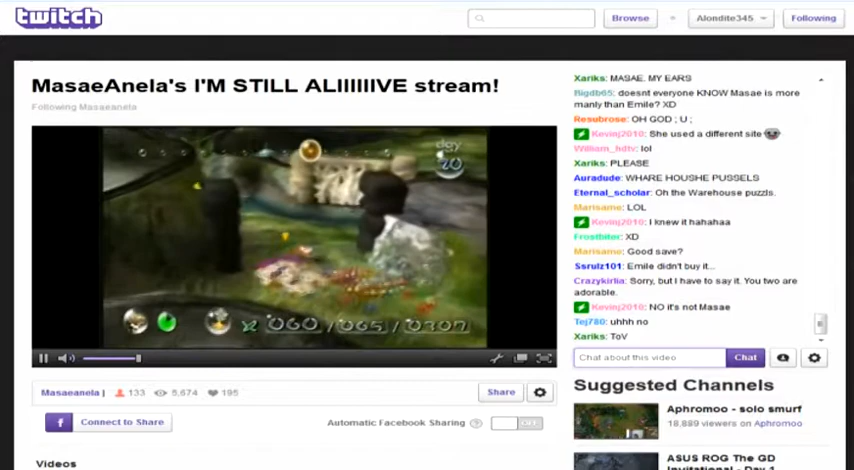 twitch
Browse
Alondite345
Following
MasaeAnela's I'M STILL ALIIIIIIVE stream!
Following Masaeanela
day
20
060/065/0307
Masaeanela |
133
5,674
195
Share
f
Connect to Share
Automatic Facebook Sharing
?
OFF
Videos
Xariks: MASAE. MY EARS
Bigdb65: doesnt everyone KNOW Masae is more
manly than Emile? XD
Resubrose: OH GOD ; U ;
Kevinj2010: She used a different site
William_hdtv: lol
Xariks: PLEASE
Auradude: WHARE HOUSHE PUSSELS
Eternal_scholar: Oh the Warehouse puzzls.
Marisame: LOL
Kevinj2010: I knew it hahahaa
Frostbiter: XD
Marisame: Good save?
Ssrulz101: Emile didn't buy it...
Crazykirlia: Sorry, but I have to say it. You two are
adorable.
Kevinj2010: NO it's not Masae
Tej780: uhhh no
Xariks: ToV
Chat about this video
Chat
Suggested Channels
Aphromoo - solo smurf
18,889 viewers on Aphromoo
ASUS ROG The GD
Invitational - Day 1